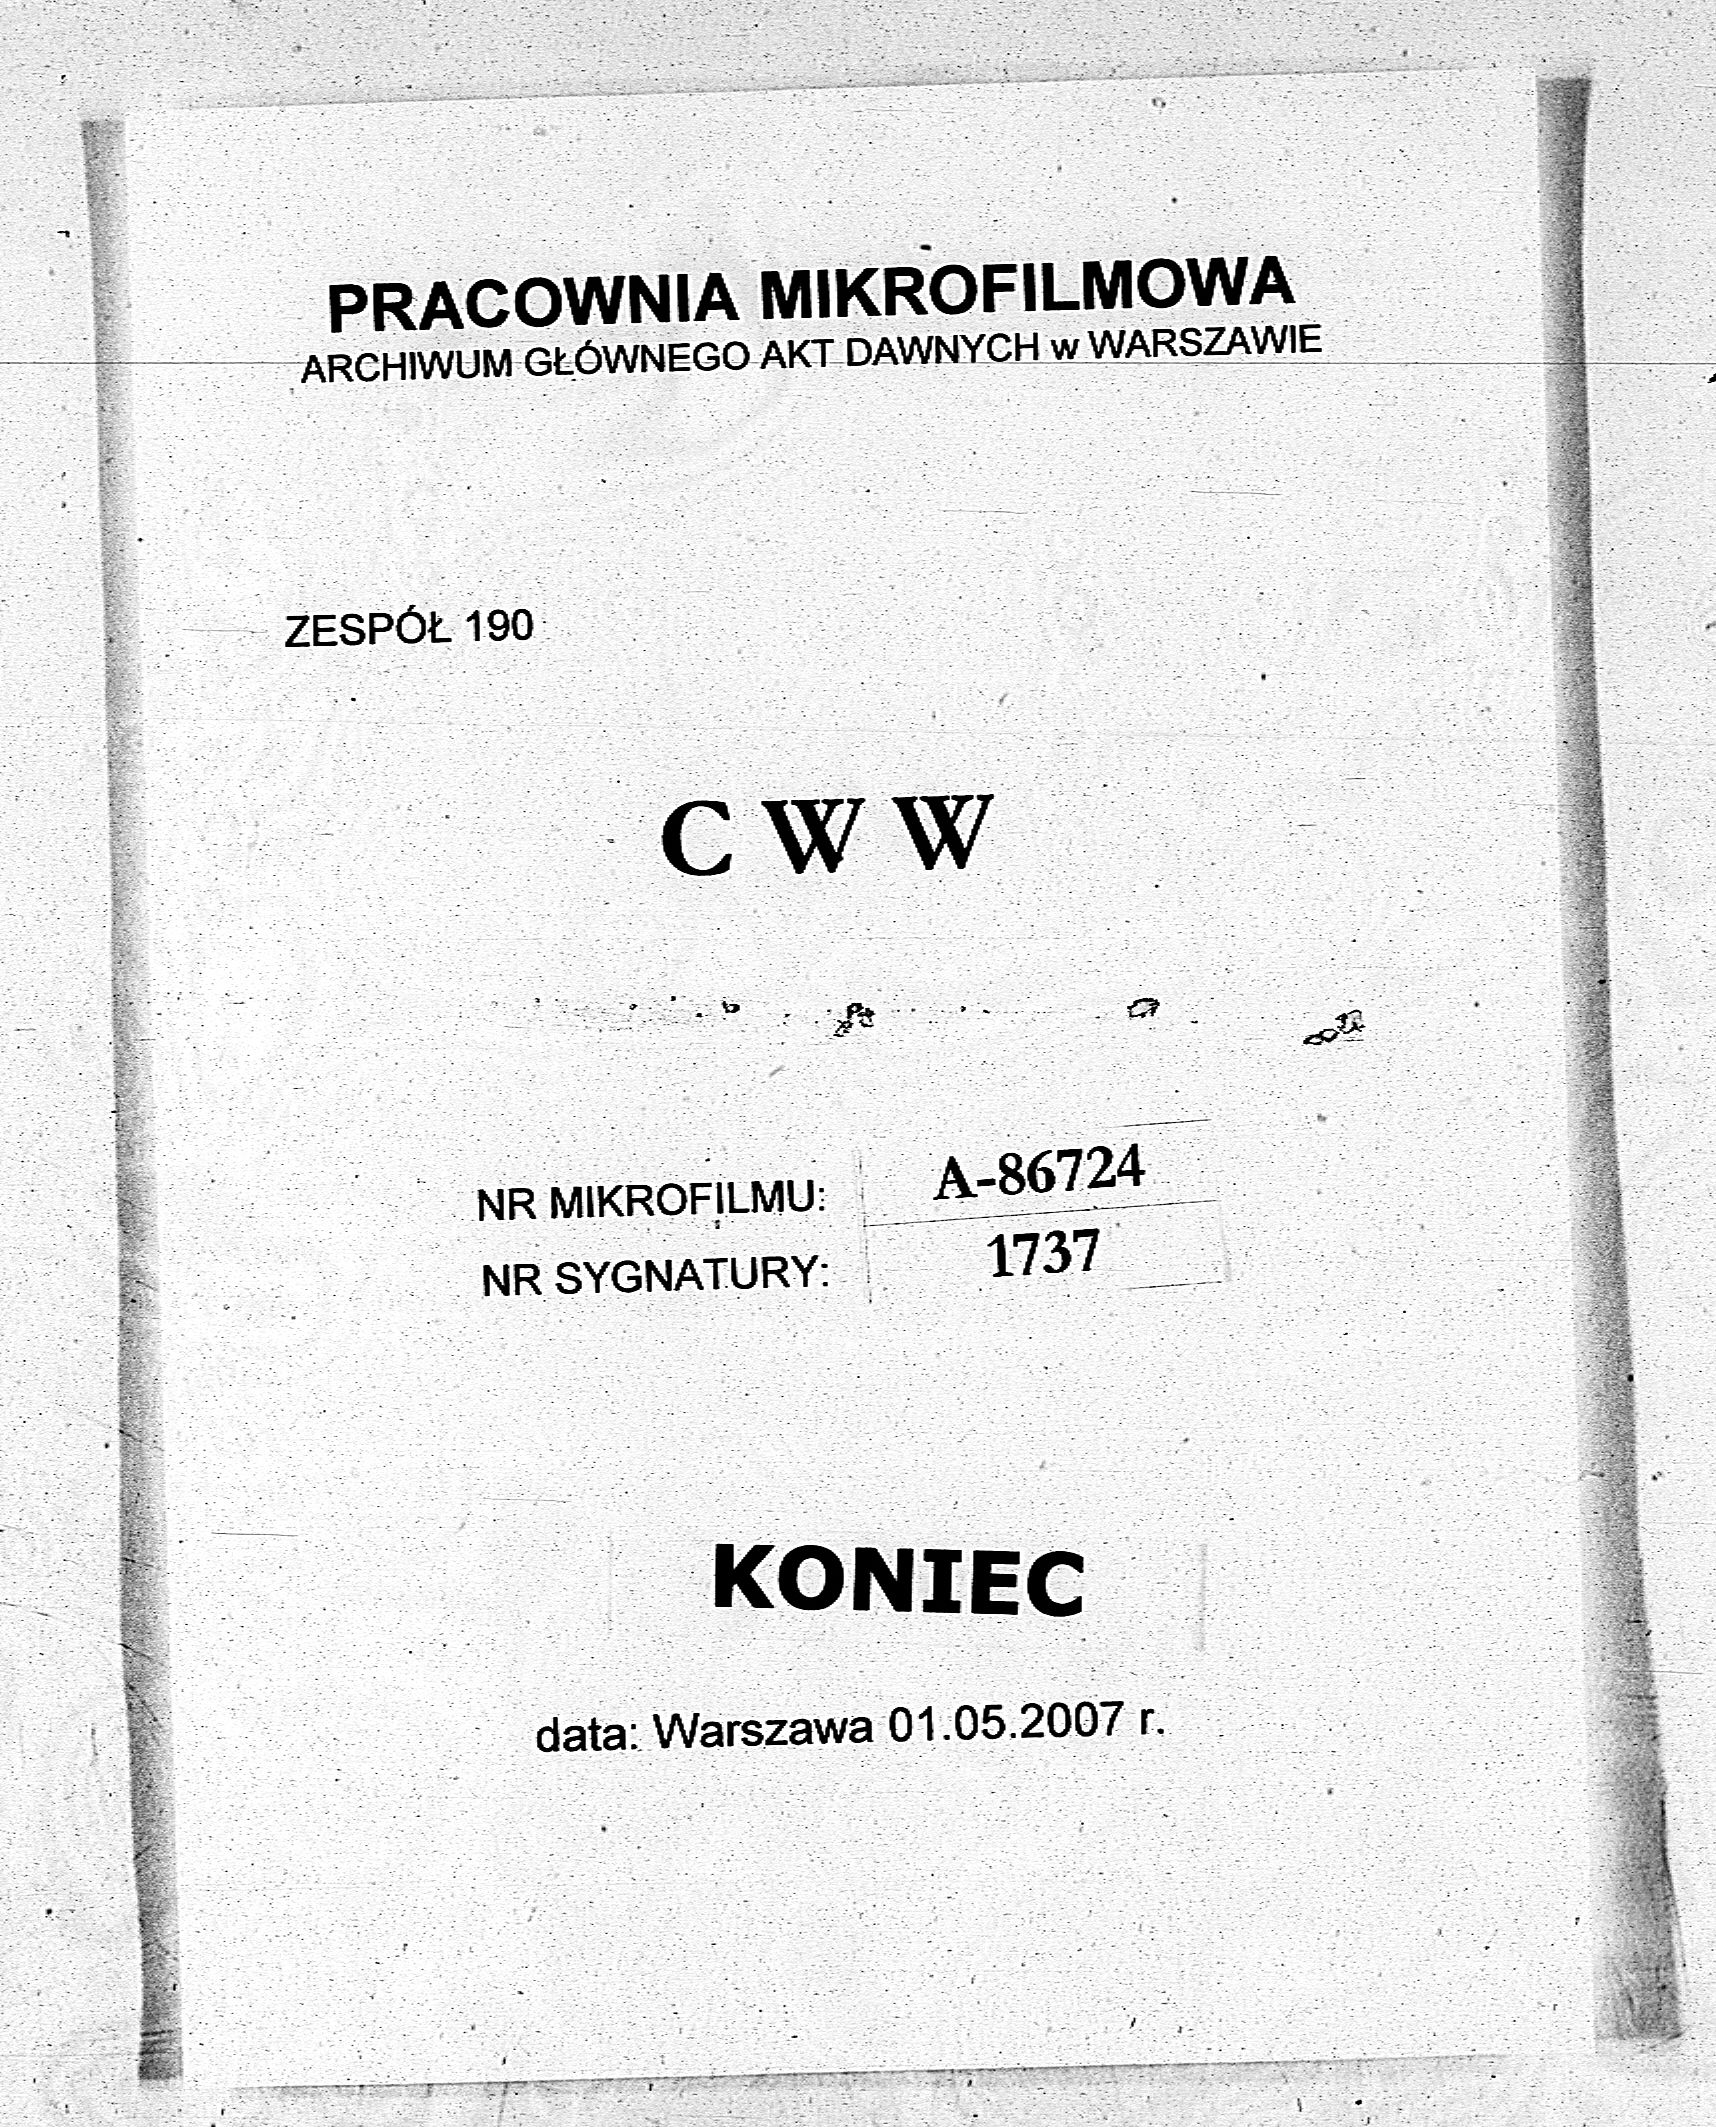 PRACOWNIA MIKROFILMOWA
ARCHIWUM GŁÓWNEGO AKT DAWNYCH w WARSZAWIE
ZESPÓŁ 190
C W W
NR MIKROFILMU: A-86724
NR SYGNATURY: 1737
KONIEC
data: Warszawa 01.05.2007 r.